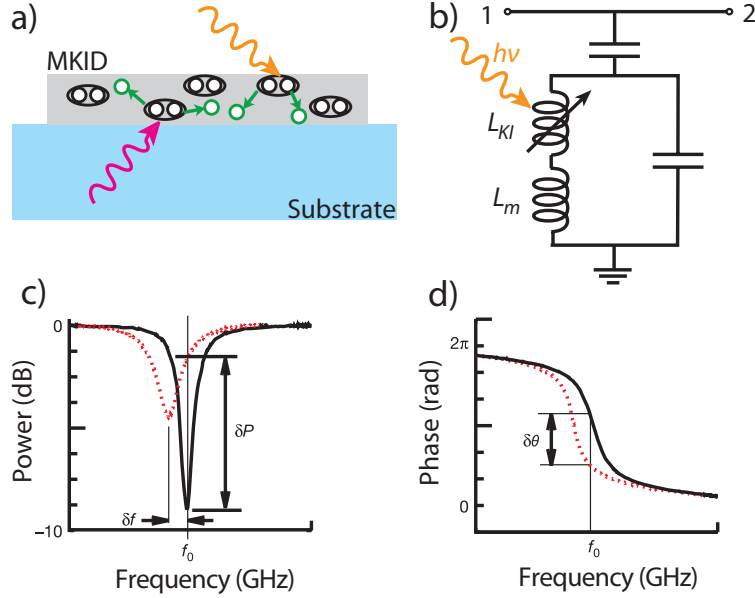 a)
MKID
Substrate
b)
1
2
hν
L_KI
L_m
c)
0
Power (dB)
δP
δf
−10
f_0
Frequency (GHz)
d)
2π
Phase (rad)
δθ
0
f_0
Frequency (GHz)